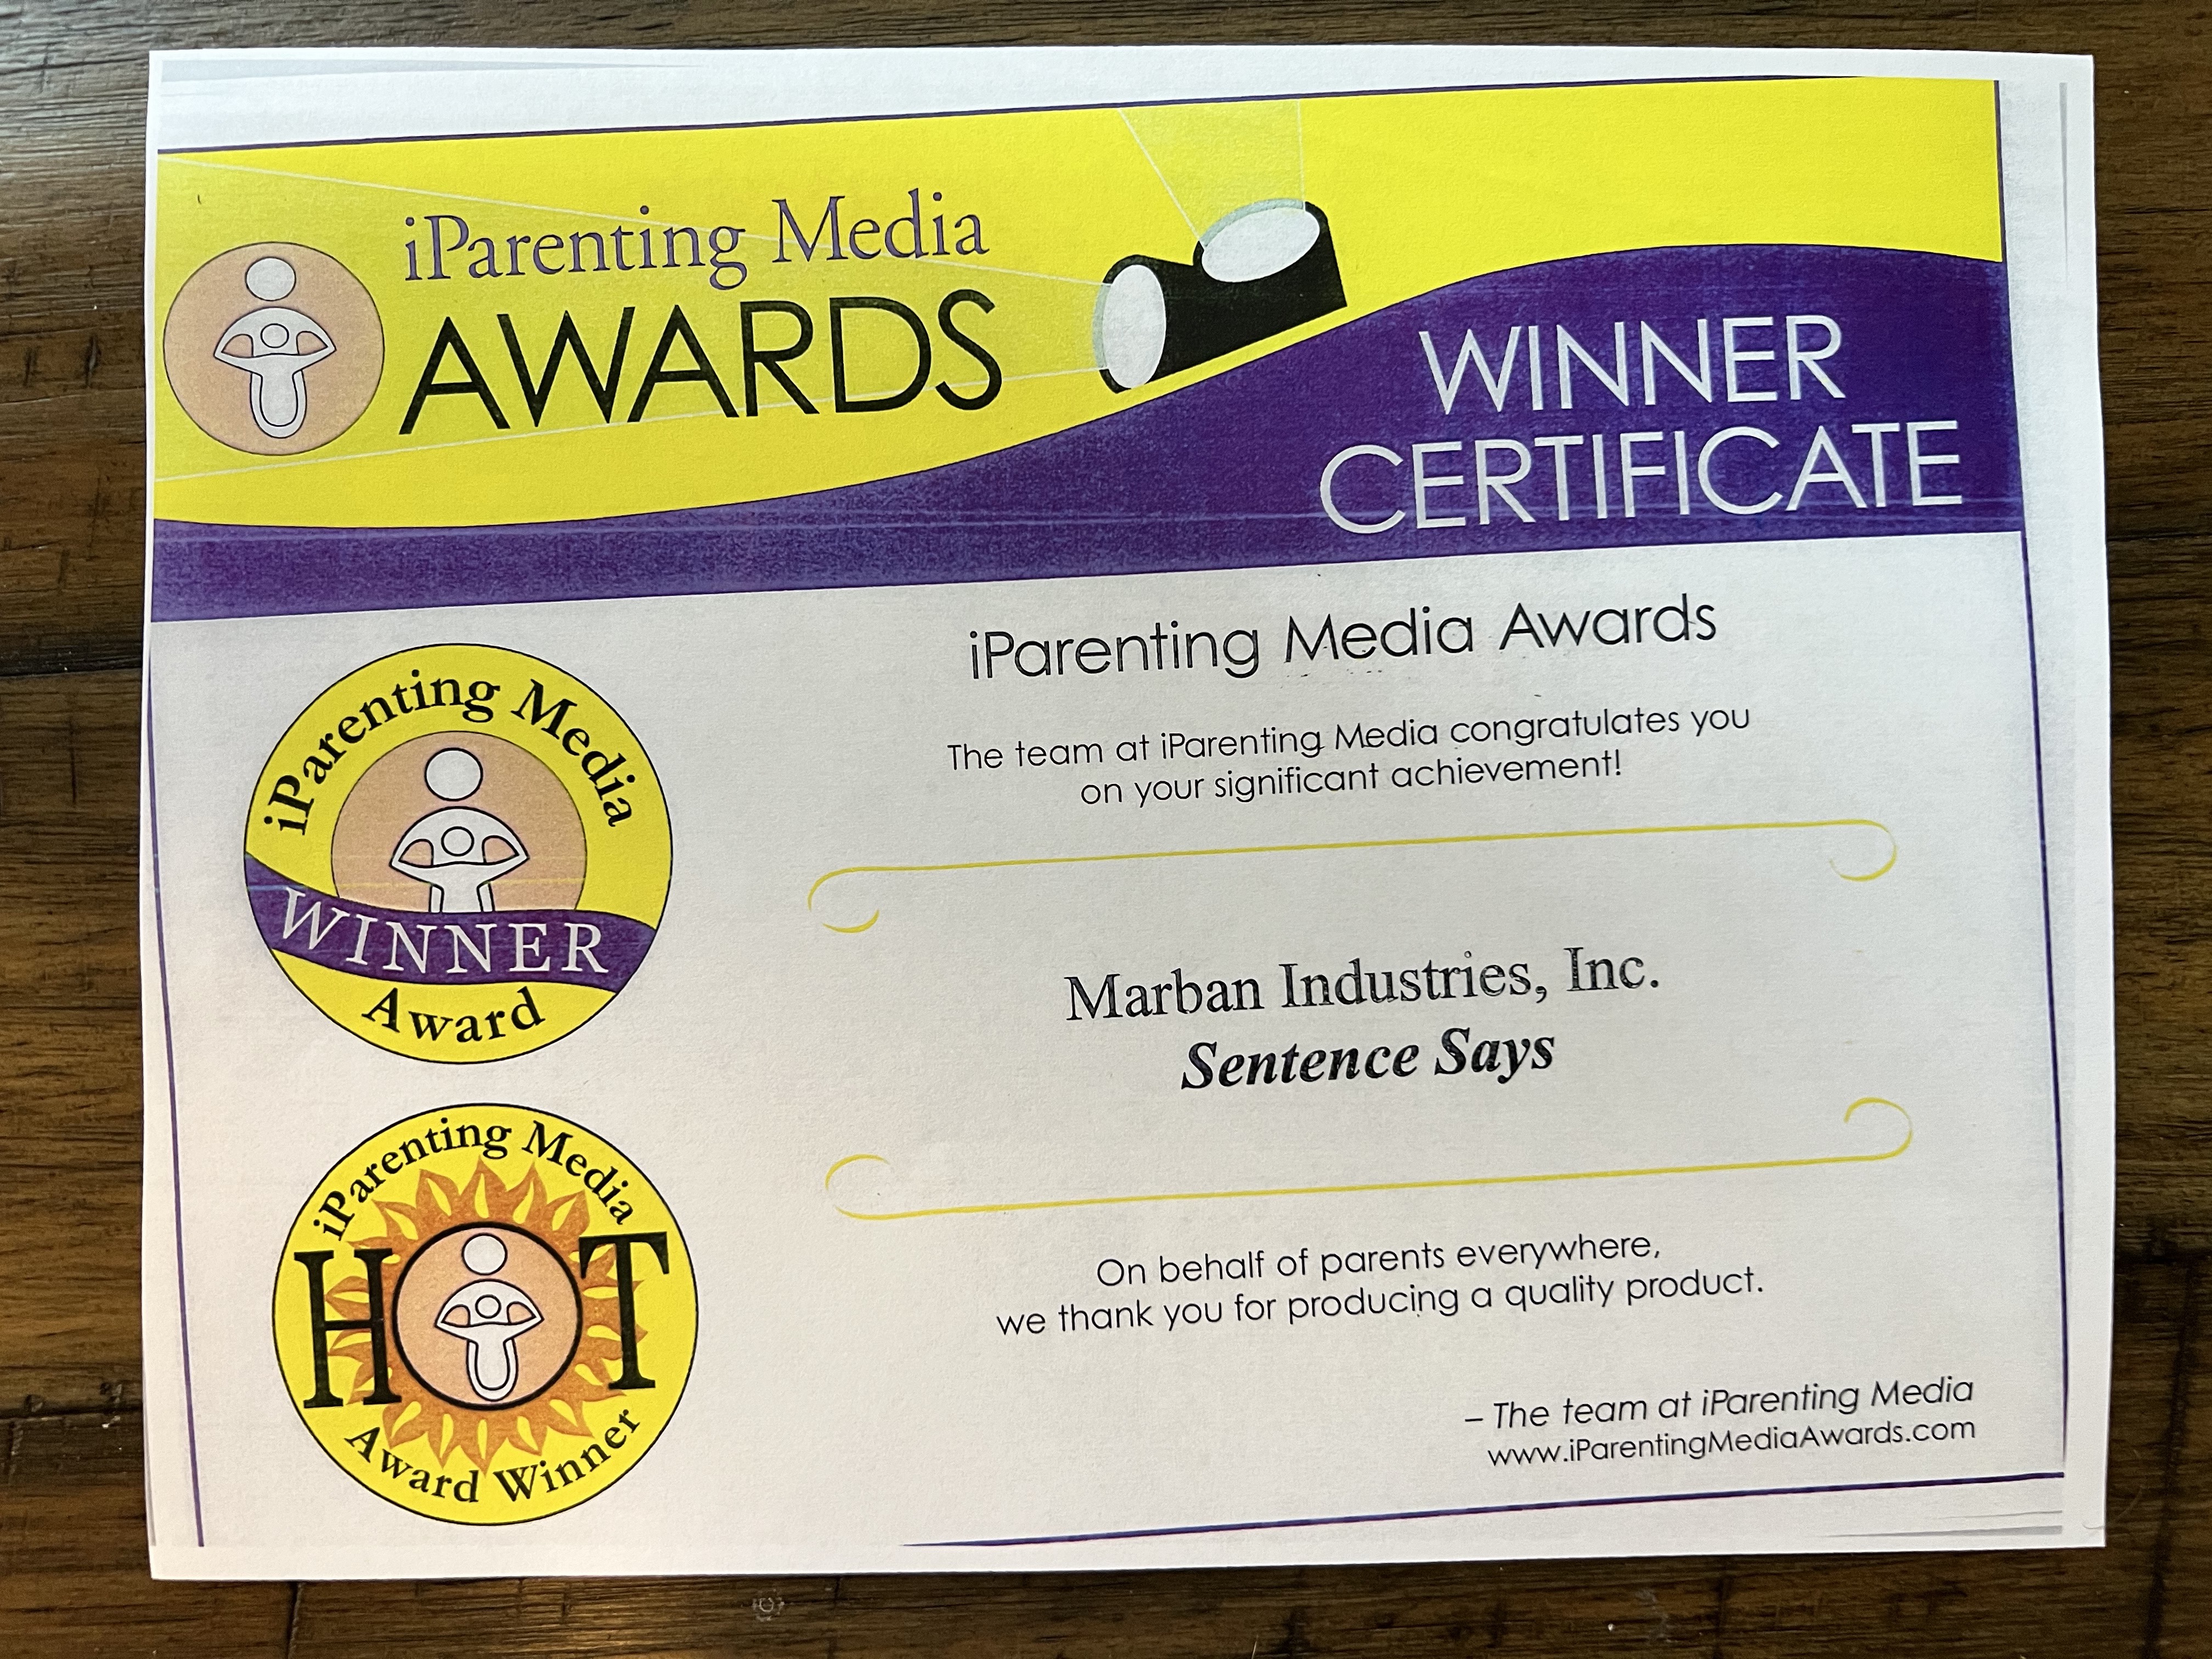 iParenting Media
AWARDS
WINNER
CERTIFICATE
iParenting Media
WINNER
Award
iParenting Media
HOT
Award Winner
iParenting Media Awards
The team at iParenting Media congratulates you
on your significant achievement!
Marban Industries, Inc.
Sentence Says
On behalf of parents everywhere,
we thank you for producing a quality product.
– The team at iParenting Media
www.iParentingMediaAwards.com